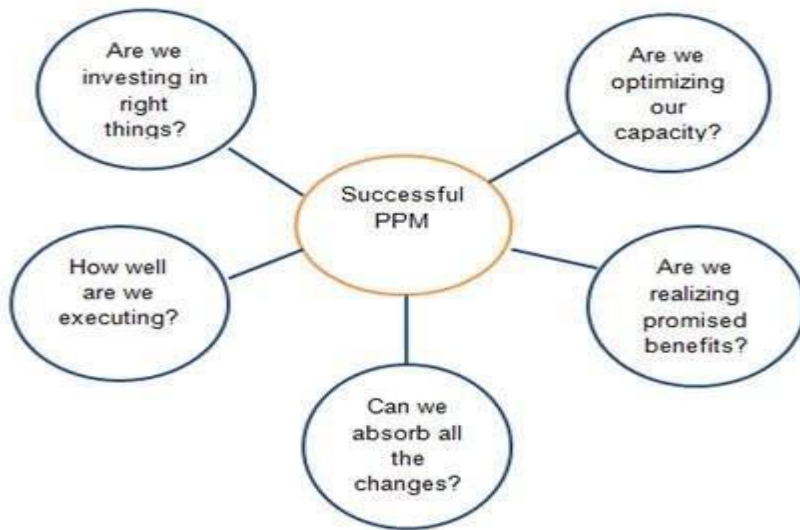 Are we
investing in
right
things?
Are we
optimizing
our
capacity?
Successful
PPM
How well
are we
executing?
Are we
realizing
promised
benefits?
Can we
absorb all
the
changes?